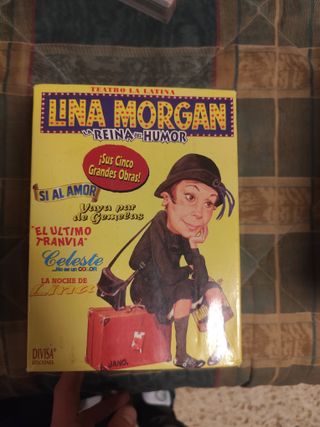 TEATRO LA LATINA
LINA MORGAN
LA REINA DEL HUMOR
¡Sus Cinco
Grandes Obras!
SI AL AMOR
Vaya par
de Gemelas
"EL ULTIMO
TRANVIA"
Celeste
...No es un COLOR
LA NOCHE DE
Lina
DIVISA
EDICIONES
JANO.